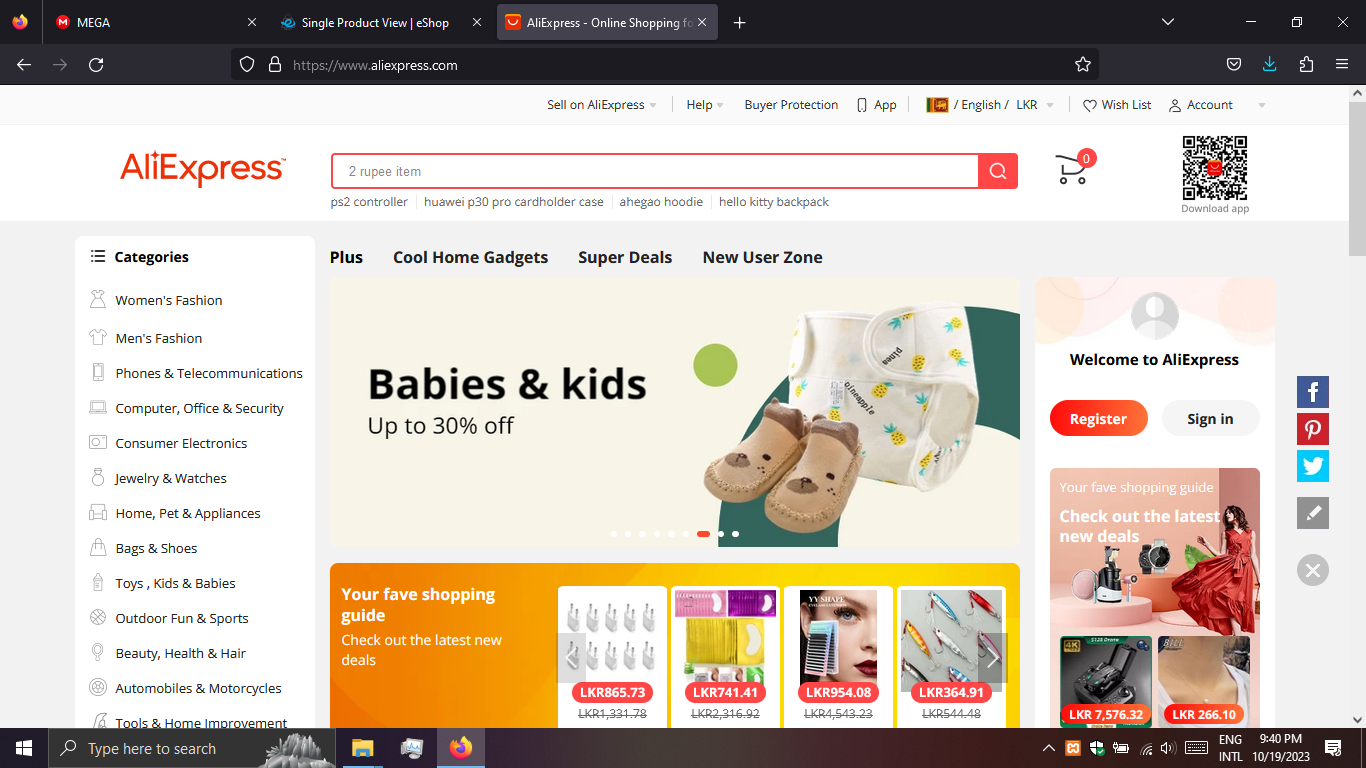 MEGA
Single Product View | eShop
AliExpress - Online Shopping fo
https://www.aliexpress.com
Sell on AliExpress
Help
Buyer Protection
App
/ English / LKR
Wish List
Account
AliExpress™
2 rupee item
0
Download app
ps2 controller
huawei p30 pro cardholder case
ahegao hoodie
hello kitty backpack
Categories
Women's Fashion
Men's Fashion
Phones & Telecommunications
Computer, Office & Security
Consumer Electronics
Jewelry & Watches
Home, Pet & Appliances
Bags & Shoes
Toys , Kids & Babies
Outdoor Fun & Sports
Beauty, Health & Hair
Automobiles & Motorcycles
Tools & Home Improvement
Plus
Cool Home Gadgets
Super Deals
New User Zone
Babies & kids
Up to 30% off
pinea
pineapple
Welcome to AliExpress
Register
Sign in
Your fave shopping guide
Check out the latest
new deals
4K
S128 Drone
BILL
LKR 7,576.32
LKR 266.10
Your fave shopping
guide
Check out the latest new
deals
YY SHAPE
LKR865.73
LKR741.41
LKR954.08
LKR364.91
LKR1,331.78
LKR2,316.92
LKR4,543.23
LKR544.48
Type here to search
ENG
INTL
9:40 PM
10/19/2023